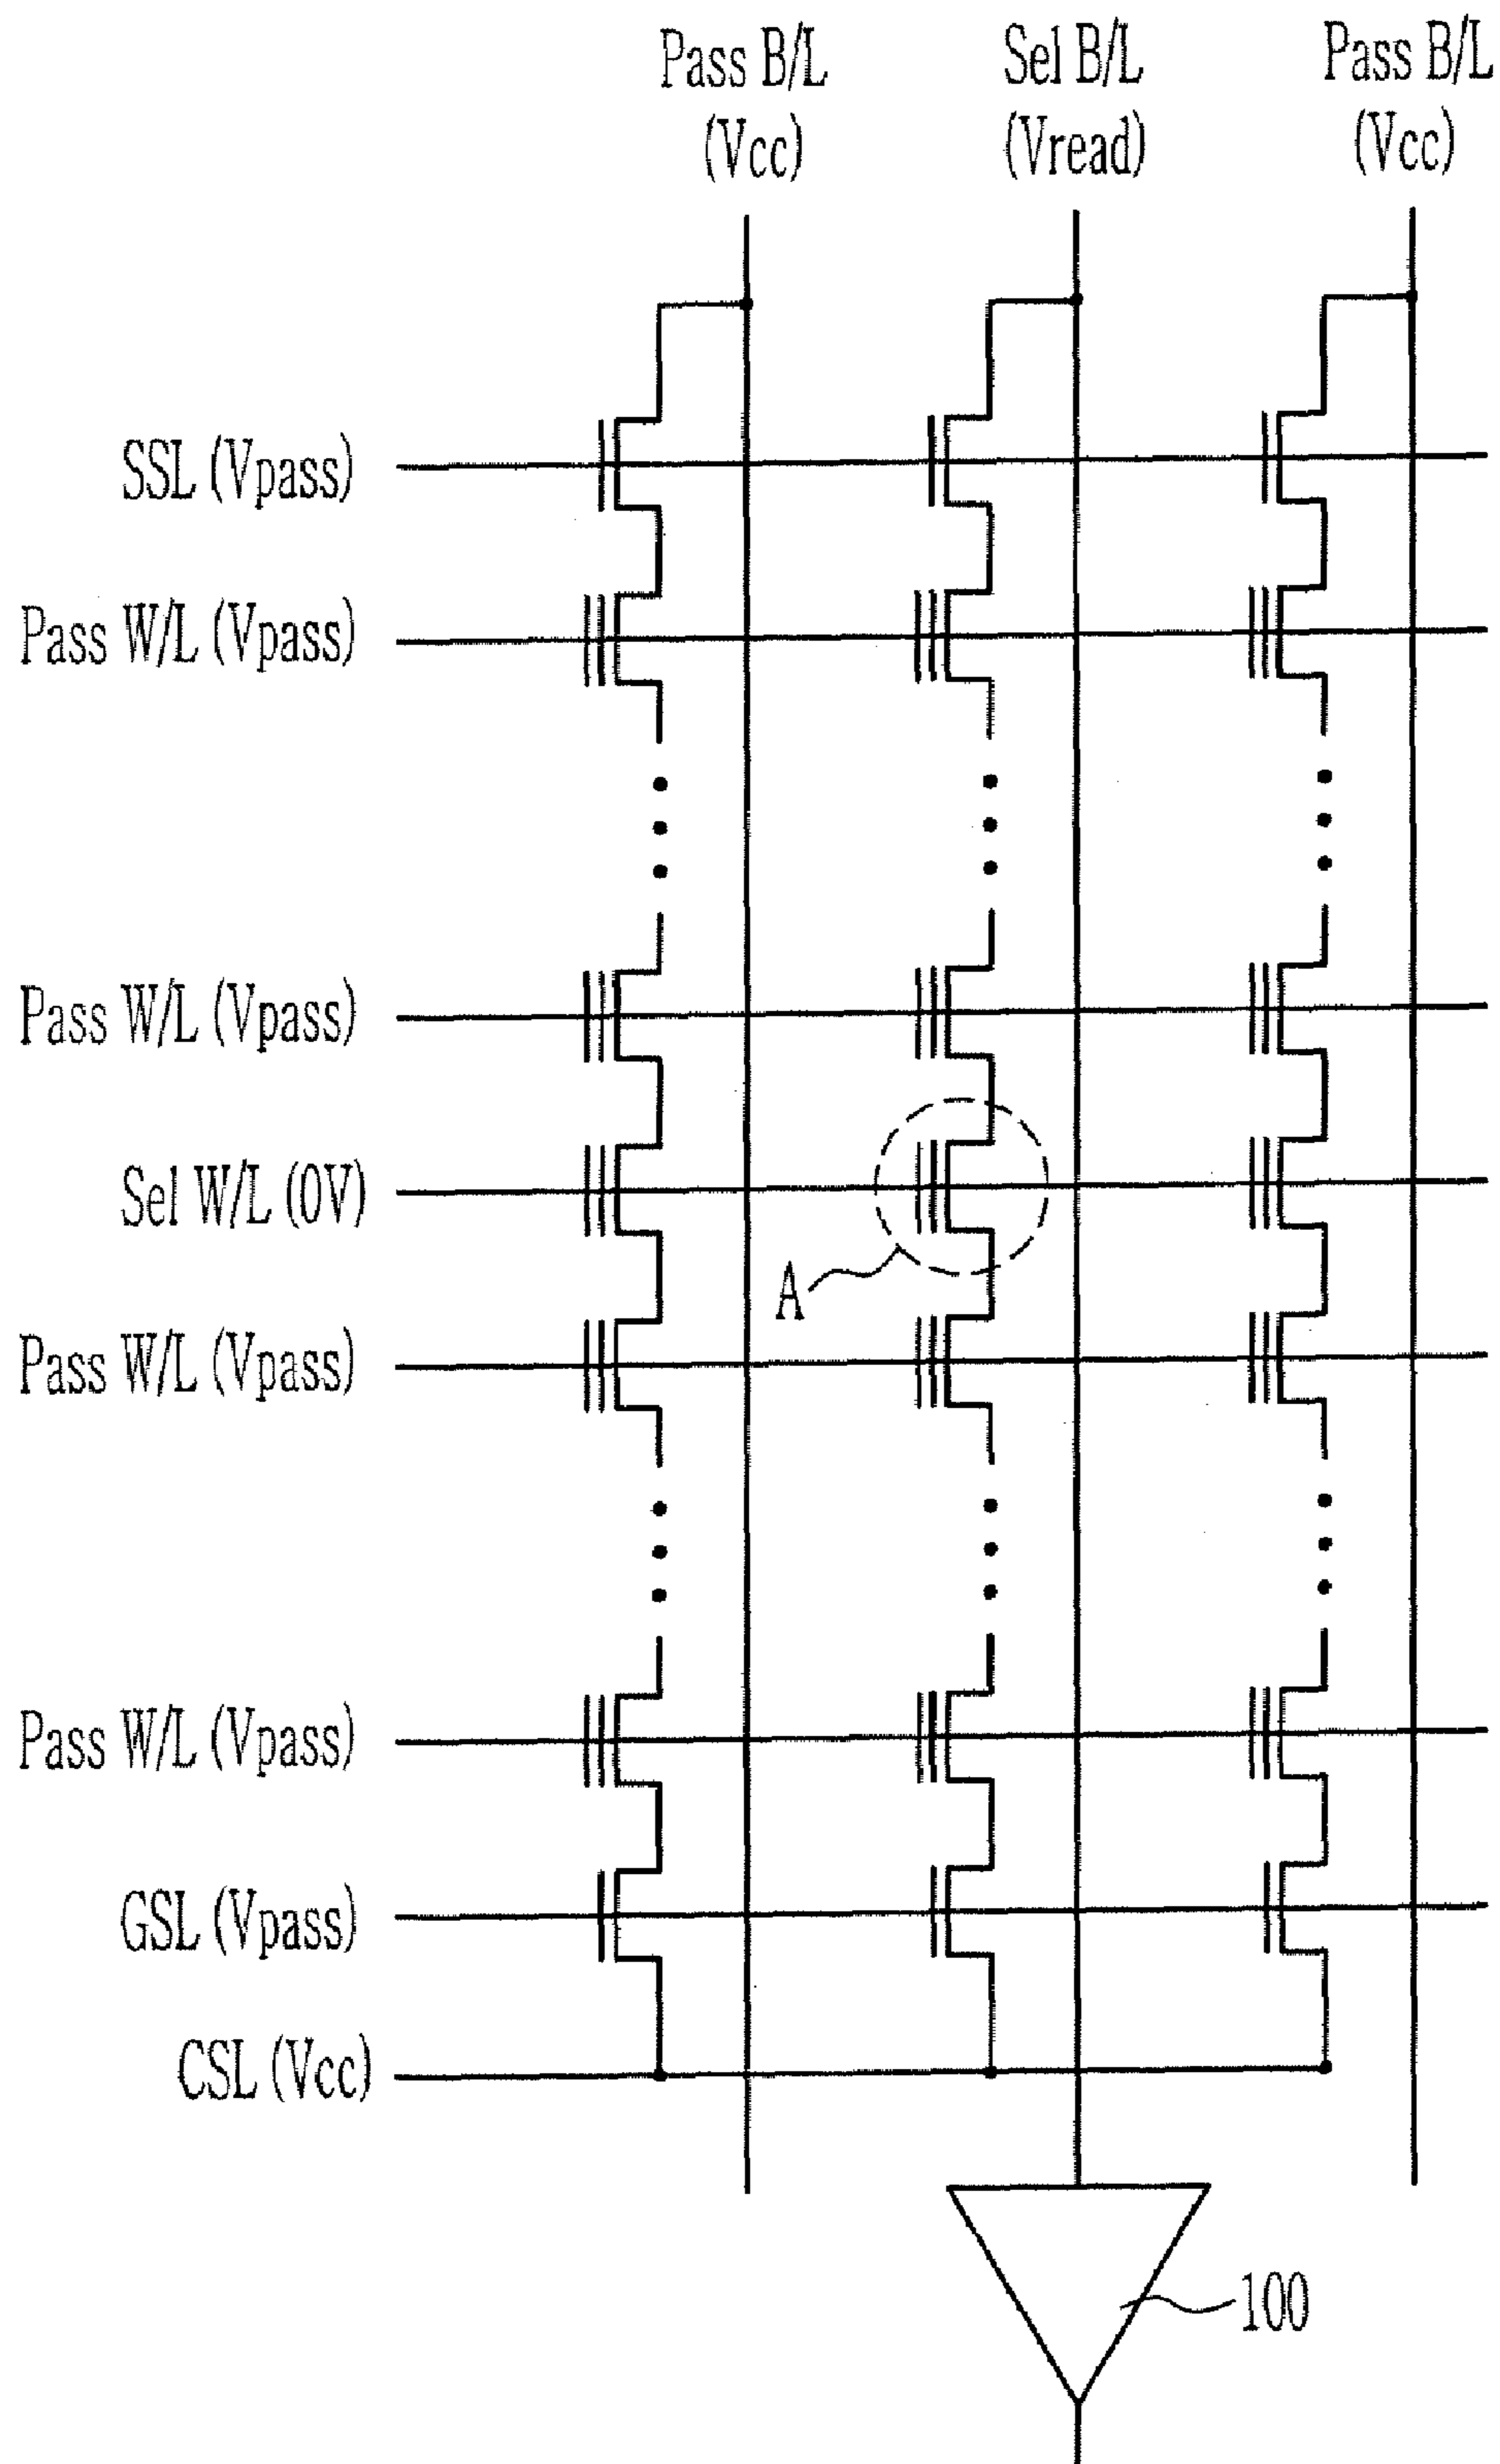 Pass B/L
(Vcc)
Sel B/L
(Vread)
Pass B/L
(Vcc)
SSL (Vpass)
Pass W/L (Vpass)
Pass W/L (Vpass)
Sel W/L (0V)
A
Pass W/L (Vpass)
Pass W/L (Vpass)
GSL (Vpass)
CSL (Vcc)
100